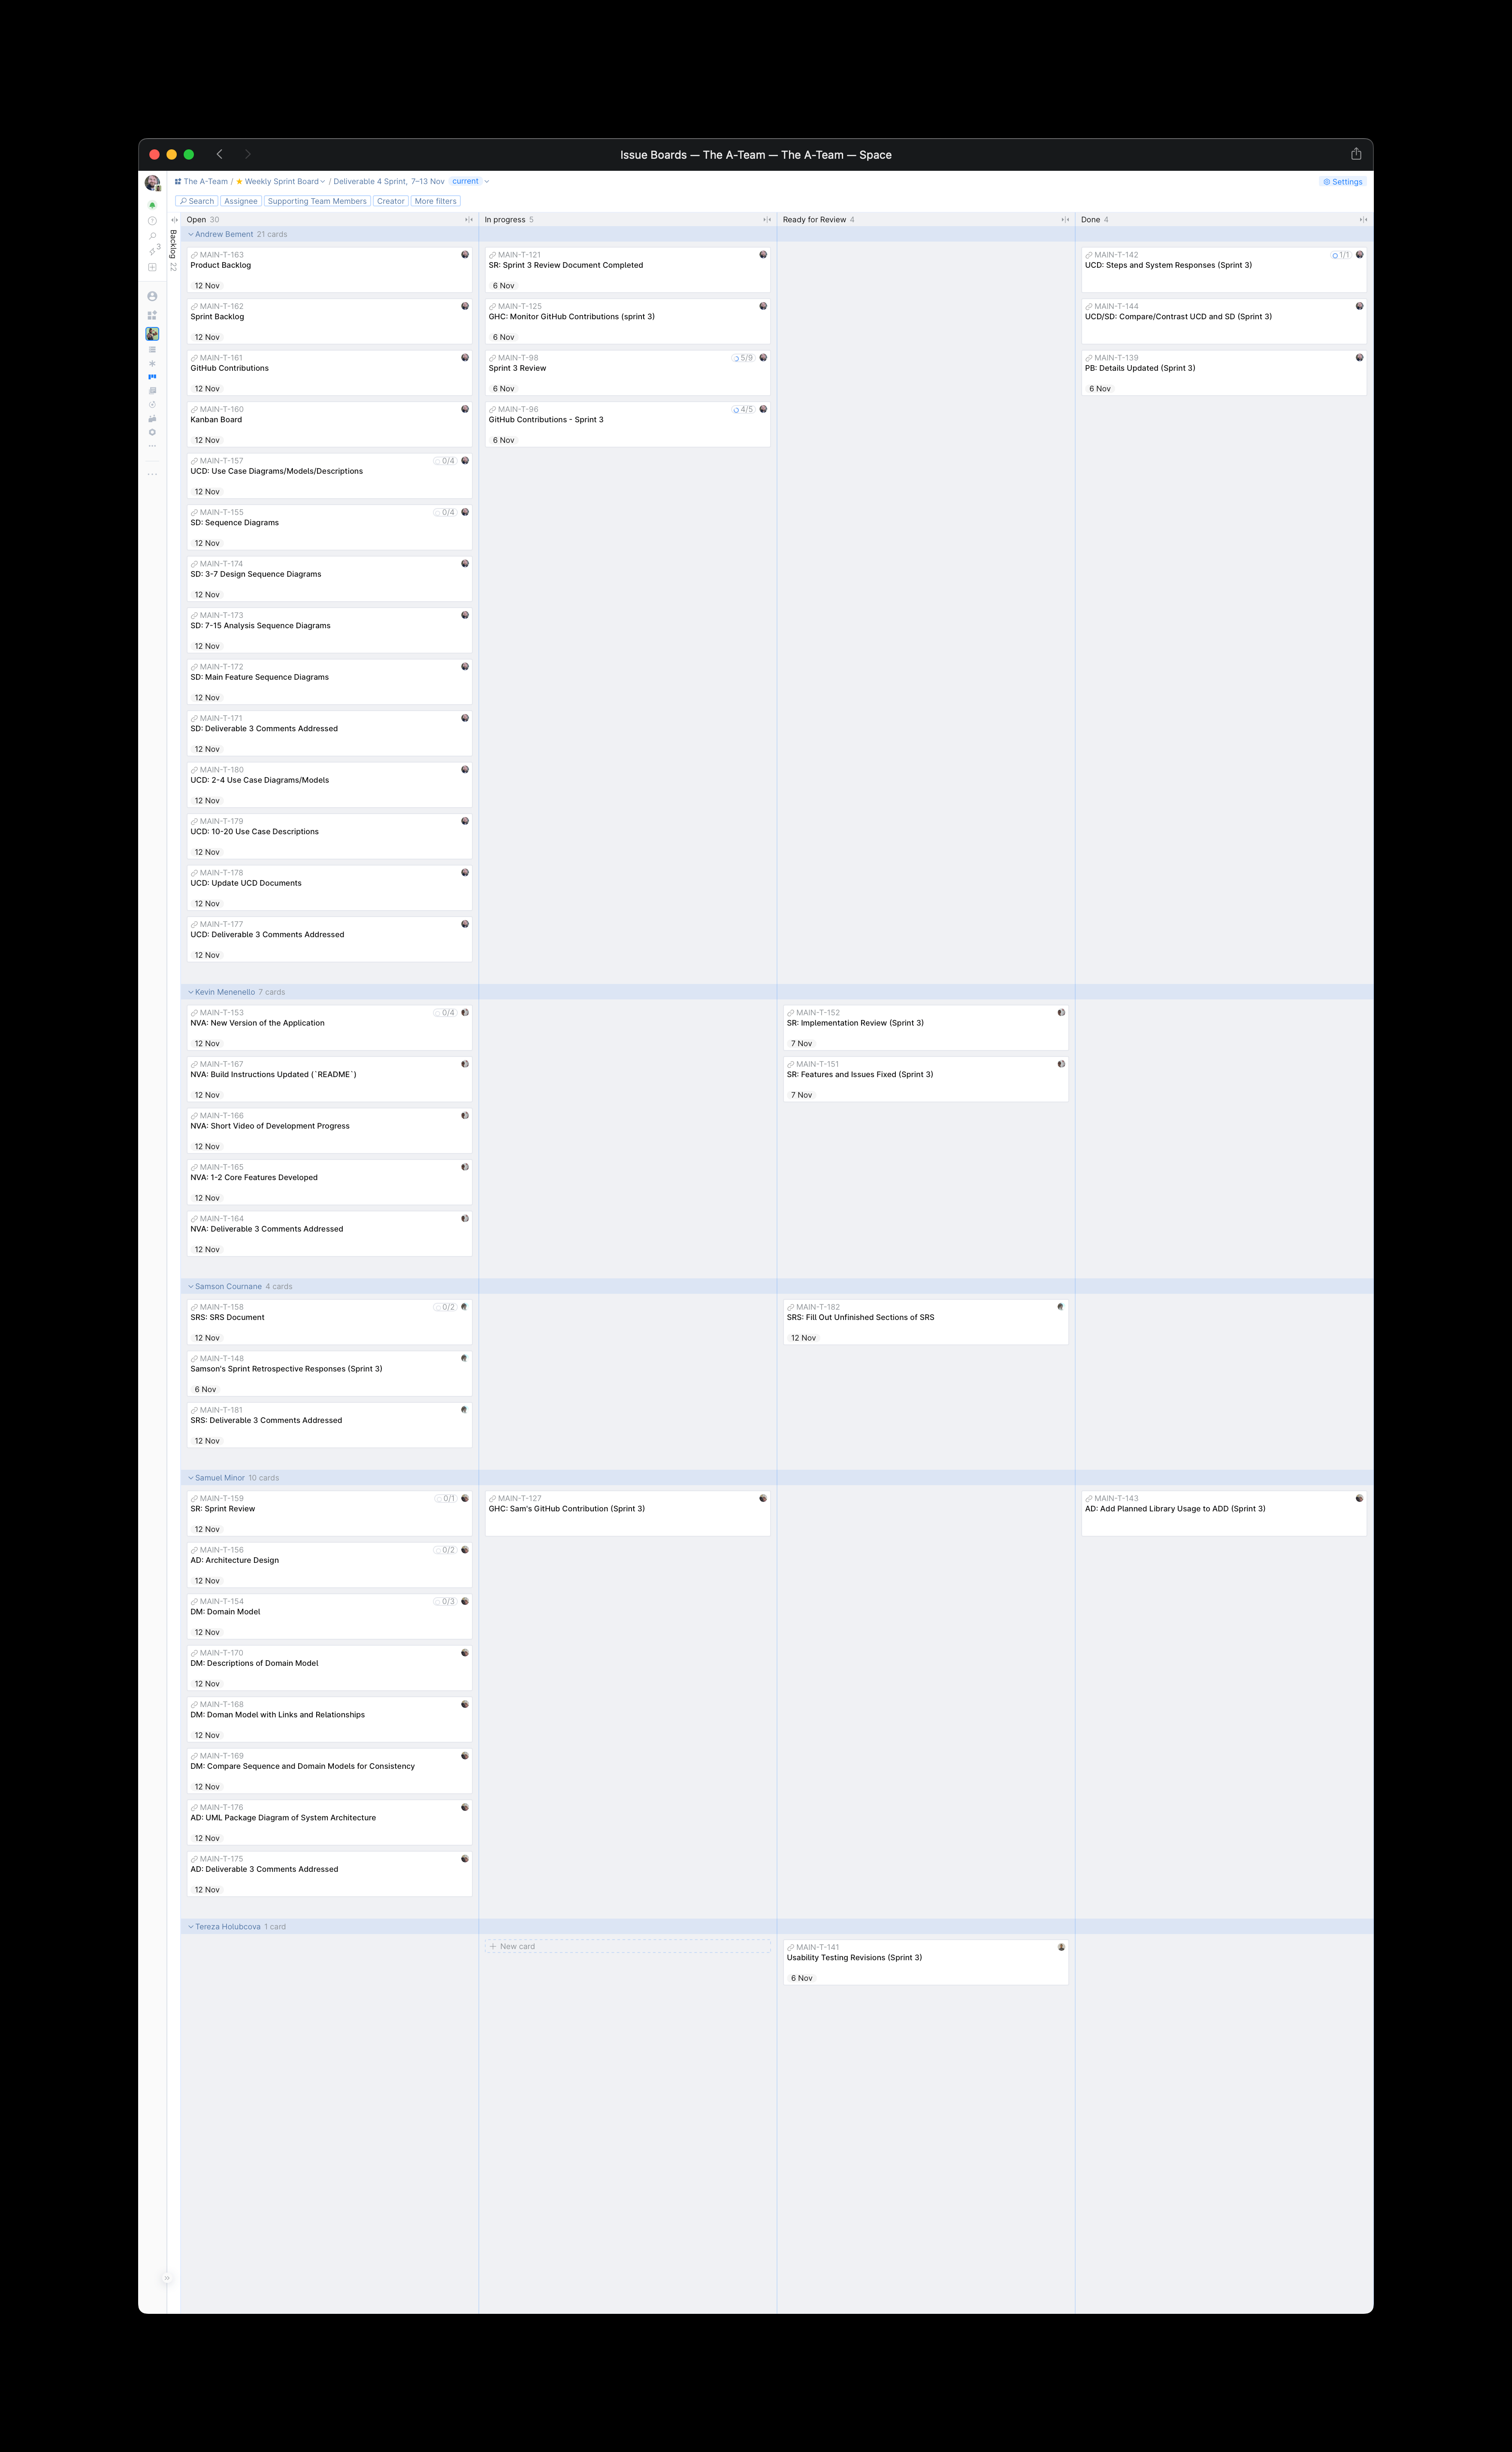 Issue Boards — The A-Team — The A-Team — Space
The A-Team / Weekly Sprint Board / Deliverable 4 Sprint, 7–13 Nov current
Settings
Search Assignee Supporting Team Members Creator More filters
3
Backlog 22
Open 30
In progress 5
Ready for Review 4
Done 4
Andrew Bement 21 cards
MAIN-T-163
Product Backlog
12 Nov
MAIN-T-162
Sprint Backlog
12 Nov
MAIN-T-161
GitHub Contributions
12 Nov
MAIN-T-160
Kanban Board
12 Nov
MAIN-T-157 0/4
UCD: Use Case Diagrams/Models/Descriptions
12 Nov
MAIN-T-155 0/4
SD: Sequence Diagrams
12 Nov
MAIN-T-174
SD: 3-7 Design Sequence Diagrams
12 Nov
MAIN-T-173
SD: 7-15 Analysis Sequence Diagrams
12 Nov
MAIN-T-172
SD: Main Feature Sequence Diagrams
12 Nov
MAIN-T-171
SD: Deliverable 3 Comments Addressed
12 Nov
MAIN-T-180
UCD: 2-4 Use Case Diagrams/Models
12 Nov
MAIN-T-179
UCD: 10-20 Use Case Descriptions
12 Nov
MAIN-T-178
UCD: Update UCD Documents
12 Nov
MAIN-T-177
UCD: Deliverable 3 Comments Addressed
12 Nov
MAIN-T-121
SR: Sprint 3 Review Document Completed
6 Nov
MAIN-T-125
GHC: Monitor GitHub Contributions (sprint 3)
6 Nov
MAIN-T-98 5/9
Sprint 3 Review
6 Nov
MAIN-T-96 4/5
GitHub Contributions - Sprint 3
6 Nov
MAIN-T-142 1/1
UCD: Steps and System Responses (Sprint 3)
MAIN-T-144
UCD/SD: Compare/Contrast UCD and SD (Sprint 3)
MAIN-T-139
PB: Details Updated (Sprint 3)
6 Nov
Kevin Menenello 7 cards
MAIN-T-153 0/4
NVA: New Version of the Application
12 Nov
MAIN-T-167
NVA: Build Instructions Updated (`README`)
12 Nov
MAIN-T-166
NVA: Short Video of Development Progress
12 Nov
MAIN-T-165
NVA: 1-2 Core Features Developed
12 Nov
MAIN-T-164
NVA: Deliverable 3 Comments Addressed
12 Nov
MAIN-T-152
SR: Implementation Review (Sprint 3)
7 Nov
MAIN-T-151
SR: Features and Issues Fixed (Sprint 3)
7 Nov
Samson Cournane 4 cards
MAIN-T-158 0/2
SRS: SRS Document
12 Nov
MAIN-T-148
Samson's Sprint Retrospective Responses (Sprint 3)
6 Nov
MAIN-T-181
SRS: Deliverable 3 Comments Addressed
12 Nov
MAIN-T-182
SRS: Fill Out Unfinished Sections of SRS
12 Nov
Samuel Minor 10 cards
MAIN-T-159 0/1
SR: Sprint Review
12 Nov
MAIN-T-156 0/2
AD: Architecture Design
12 Nov
MAIN-T-154 0/3
DM: Domain Model
12 Nov
MAIN-T-170
DM: Descriptions of Domain Model
12 Nov
MAIN-T-168
DM: Doman Model with Links and Relationships
12 Nov
MAIN-T-169
DM: Compare Sequence and Domain Models for Consistency
12 Nov
MAIN-T-176
AD: UML Package Diagram of System Architecture
12 Nov
MAIN-T-175
AD: Deliverable 3 Comments Addressed
12 Nov
MAIN-T-127
GHC: Sam's GitHub Contribution (Sprint 3)
MAIN-T-143
AD: Add Planned Library Usage to ADD (Sprint 3)
Tereza Holubcova 1 card
New card
MAIN-T-141
Usability Testing Revisions (Sprint 3)
6 Nov